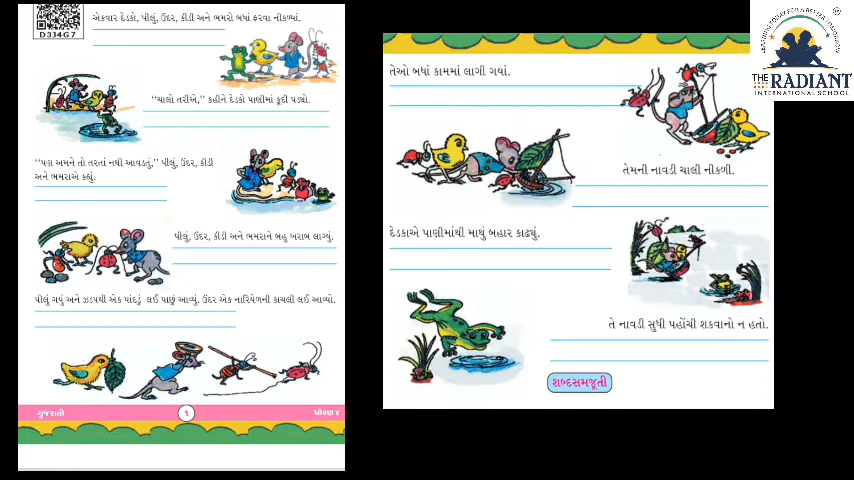 D3J4G7
એકવાર દેડકો, પીલું, ઉંદર, કીડી અને ભમરો બધાં ફરવા નીકળ્યાં.
"ચાલો તરીએ," કહીને દેડકો પાણીમાં કૂદી પડ્યો.
"પણ અમને તો તરતાં નથી આવડતું," પીલું, ઉંદર, કીડી
અને ભમરાએ કહ્યું.
પીલું, ઉંદર, કીડી અને ભમરાને બહુ ખરાબ લાગ્યું.
પીલું ગયું અને ઝડપથી એક પાંદડું લઈ પાછું આવ્યું. ઉંદર એક નારિયેળની કાચલી લઈ આવ્યો.
ગુજરાતી
૧
ધોરણ ૪
તેઓ બધાં કામમાં લાગી ગયાં.
તેમની નાવડી ચાલી નીકળી.
દેડકાએ પાણીમાંથી માથું બહાર કાઢ્યું.
તે નાવડી સુધી પહોંચી શકવાનો ન હતો.
શબ્દસમજૂતી
THE RADIANT
INTERNATIONAL SCHOOL